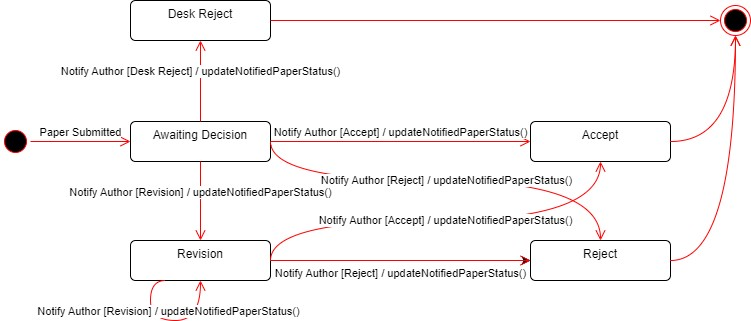 Desk Reject
Notify Author [Desk Reject] / updateNotifiedPaperStatus()
Paper Submitted
Awaiting Decision
Notify Author [Accept] / updateNotifiedPaperStatus()
Accept
Notify Author [Reject] / updateNotifiedPaperStatus()
Notify Author [Revision] / updateNotifiedPaperStatus()
Notify Author [Accept] / updateNotifiedPaperStatus()
Revision
Reject
Notify Author [Reject] / updateNotifiedPaperStatus()
Notify Author [Revision] / updateNotifiedPaperStatus()